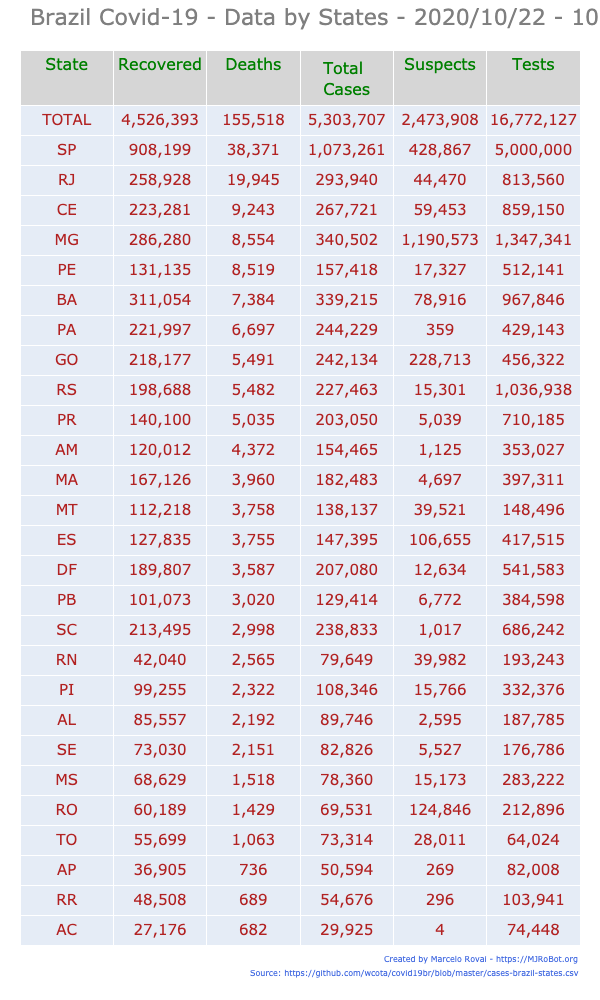 Brazil Covid-19 - Data by States - 2020/10/22 - 10
State Recovered Deaths Total Cases Suspects Tests
TOTAL 4,526,393 155,518 5,303,707 2,473,908 16,772,127
SP 908,199 38,371 1,073,261 428,867 5,000,000
RJ 258,928 19,945 293,940 44,470 813,560
CE 223,281 9,243 267,721 59,453 859,150
MG 286,280 8,554 340,502 1,190,573 1,347,341
PE 131,135 8,519 157,418 17,327 512,141
BA 311,054 7,384 339,215 78,916 967,846
PA 221,997 6,697 244,229 359 429,143
GO 218,177 5,491 242,134 228,713 456,322
RS 198,688 5,482 227,463 15,301 1,036,938
PR 140,100 5,035 203,050 5,039 710,185
AM 120,012 4,372 154,465 1,125 353,027
MA 167,126 3,960 182,483 4,697 397,311
MT 112,218 3,758 138,137 39,521 148,496
ES 127,835 3,755 147,395 106,655 417,515
DF 189,807 3,587 207,080 12,634 541,583
PB 101,073 3,020 129,414 6,772 384,598
SC 213,495 2,998 238,833 1,017 686,242
RN 42,040 2,565 79,649 39,982 193,243
PI 99,255 2,322 108,346 15,766 332,376
AL 85,557 2,192 89,746 2,595 187,785
SE 73,030 2,151 82,826 5,527 176,786
MS 68,629 1,518 78,360 15,173 283,222
RO 60,189 1,429 69,531 124,846 212,896
TO 55,699 1,063 73,314 28,011 64,024
AP 36,905 736 50,594 269 82,008
RR 48,508 689 54,676 296 103,941
AC 27,176 682 29,925 4 74,448
Created by Marcelo Rovai - https://MJRoBot.org
Source: https://github.com/wcota/covid19br/blob/master/cases-brazil-states.csv